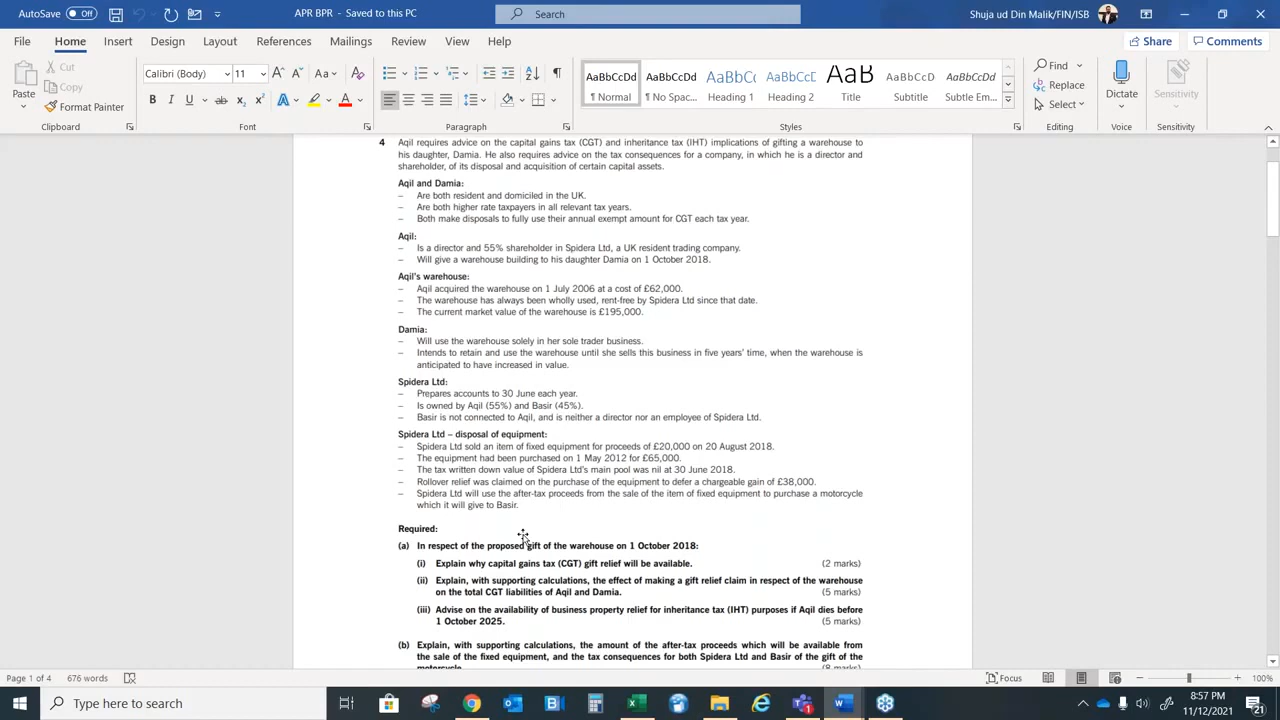 AutoSave Off
APR BPR - Word
Search
Shahbud Din Malik/FIN/ISB
File Home Insert Design Layout References Mailings Review View Help
Share Comments
Paste
Cut
Copy
Format Painter
Clipboard
Calibri (Body) 11
Font
Paragraph
AaBbCcDd AaBbCcDd AaBbC( AaBbCcE AaB AaBbCcD AaBbCcDd
¶ Normal ¶ No Spac... Heading 1 Heading 2 Title Subtitle Subtle Em...
Styles
Find
Replace
Select
Editing
Dictate
Voice
Sensitivity
Sensitivity
4 Aqil requires advice on the capital gains tax (CGT) and inheritance tax (IHT) implications of gifting a warehouse to
his daughter, Damia. He also requires advice on the tax consequences for a company, in which he is a director and
shareholder, of its disposal and acquisition of certain capital assets.
Aqil and Damia:
– Are both resident and domiciled in the UK.
– Are both higher rate taxpayers in all relevant tax years.
– Both make disposals to fully use their annual exempt amount for CGT each tax year.
Aqil:
– Is a director and 55% shareholder in Spidera Ltd, a UK resident trading company.
– Will give a warehouse building to his daughter Damia on 1 October 2018.
Aqil's warehouse:
– Aqil acquired the warehouse on 1 July 2006 at a cost of £62,000.
– The warehouse has always been wholly used, rent-free by Spidera Ltd since that date.
– The current market value of the warehouse is £195,000.
Damia:
– Will use the warehouse solely in her sole trader business.
– Intends to retain and use the warehouse until she sells this business in five years' time, when the warehouse is
anticipated to have increased in value.
Spidera Ltd:
– Prepares accounts to 30 June each year.
– Is owned by Aqil (55%) and Basir (45%).
– Basir is not connected to Aqil, and is neither a director nor an employee of Spidera Ltd.
Spidera Ltd – disposal of equipment:
– Spidera Ltd sold an item of fixed equipment for proceeds of £20,000 on 20 August 2018.
– The equipment had been purchased on 1 May 2012 for £65,000.
– The tax written down value of Spidera Ltd's main pool was nil at 30 June 2018.
– Rollover relief was claimed on the purchase of the equipment to defer a chargeable gain of £38,000.
– Spidera Ltd will use the after-tax proceeds from the sale of the item of fixed equipment to purchase a motorcycle
which it will give to Basir.
Required:
(a) In respect of the proposed gift of the warehouse on 1 October 2018:
(i) Explain why capital gains tax (CGT) gift relief will be available. (2 marks)
(ii) Explain, with supporting calculations, the effect of making a gift relief claim in respect of the warehouse
on the total CGT liabilities of Aqil and Damia. (5 marks)
(iii) Advise on the availability of business property relief for inheritance tax (IHT) purposes if Aqil dies before
1 October 2025. (5 marks)
(b) Explain, with supporting calculations, the amount of the after-tax proceeds which will be available from
the sale of the fixed equipment, and the tax consequences for both Spidera Ltd and Basir of the gift of the
motorcycle. (8 marks)
Page 1 of 4 676 words
Focus
100%
Type here to search
8:57 PM
11/12/2021
21